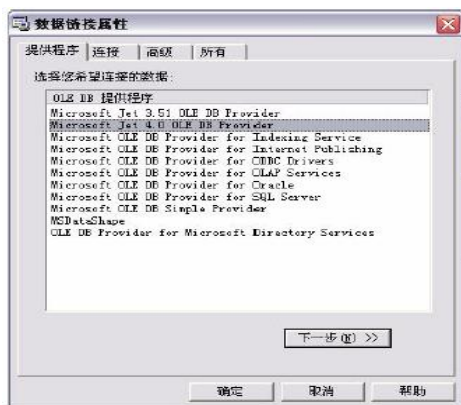 数据链接属性
提供程序 连接 高级 所有
选择您希望连接的数据:
OLE DB 提供程序
Microsoft Jet 3.51 OLE DB Provider
Microsoft Jet 4.0 OLE DB Provider
Microsoft OLE DB Provider for Indexing Service
Microsoft OLE DB Provider for Internet Publishing
Microsoft OLE DB Provider for ODBC Drivers
Microsoft OLE DB Provider for OLAP Services
Microsoft OLE DB Provider for Oracle
Microsoft OLE DB Provider for SQL Server
Microsoft OLE DB Simple Provider
MSDataShape
OLE DB Provider for Microsoft Directory Services
下一步(N) >>
确定 取消 帮助